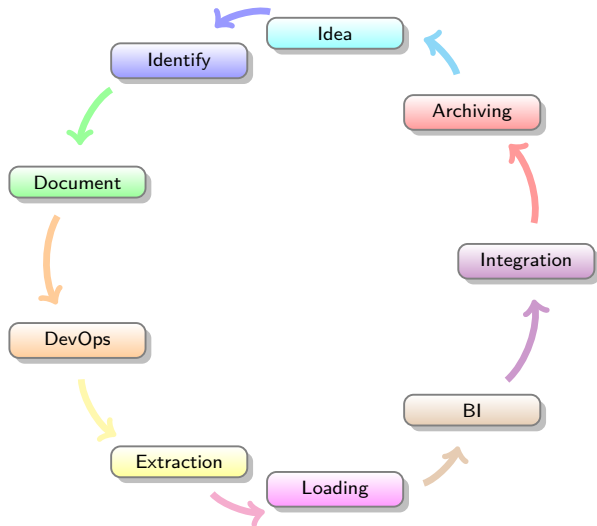 Idea
Identify
Document
DevOps
Extraction
Loading
BI
Integration
Archiving